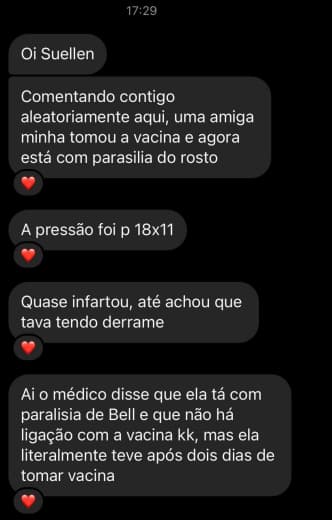 17:29
Oi Suellen
Comentando contigo
aleatoriamente aqui, uma amiga
minha tomou a vacina e agora
está com parasilia do rosto
A pressão foi p 18x11
Quase infartou, até achou que
tava tendo derrame
Ai o médico disse que ela tá com
paralisia de Bell e que não há
ligação com a vacina kk, mas ela
literalmente teve após dois dias de
tomar vacina